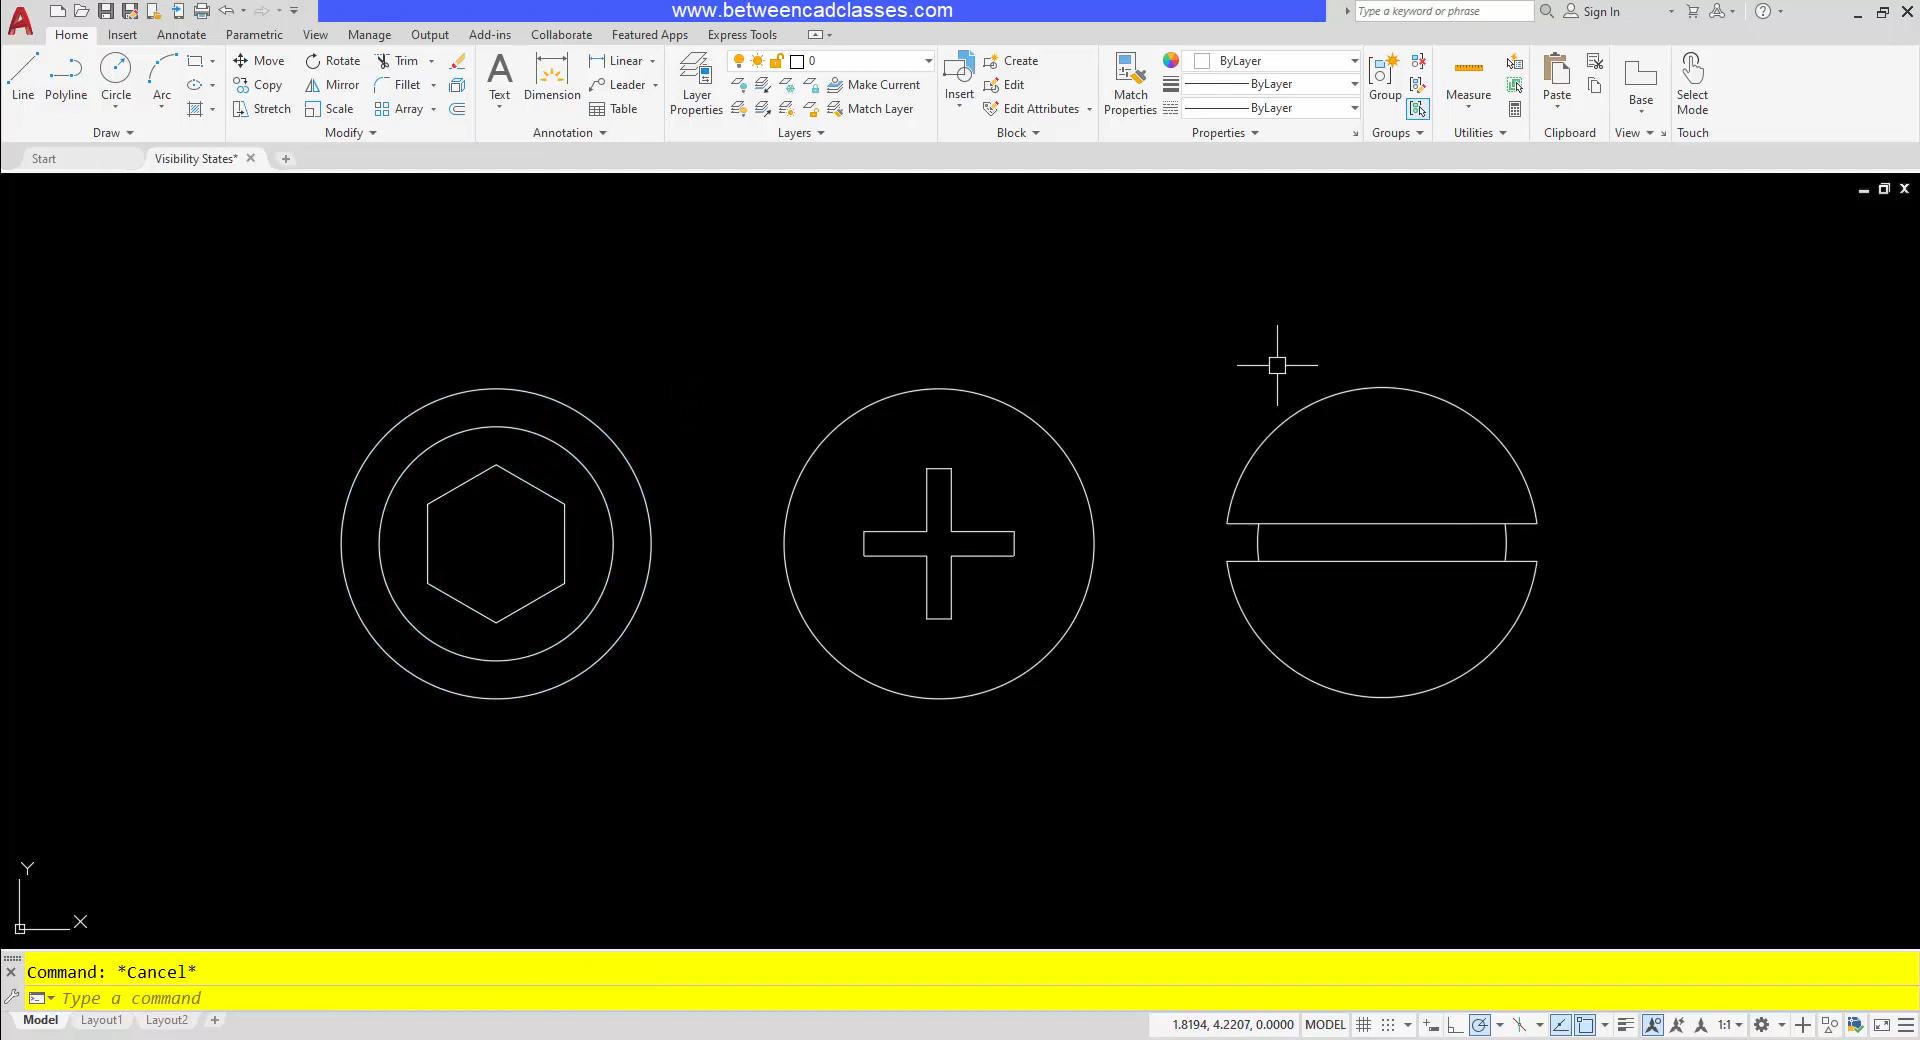 www.betweencadclasses.com
Type a keyword or phrase
Sign In
Home Insert Annotate Parametric View Manage Output Add-ins Collaborate Featured Apps Express Tools
Line Polyline Circle Arc
Draw
Move Rotate Trim
Copy Mirror Fillet
Stretch Scale Array
Modify
Text Dimension
Linear
Leader
Table
Annotation
Layer Properties
0
Make Current
Match Layer
Layers
Insert
Create
Edit
Edit Attributes
Block
Match Properties
ByLayer
ByLayer
ByLayer
Properties
Group
Groups
Measure
Utilities
Paste
Clipboard
Base
View
Select Mode
Touch
Start Visibility States*
Y
X
Command: *Cancel*
Type a command
Model Layout1 Layout2
1.8194, 4.2207, 0.0000 MODEL 1:1